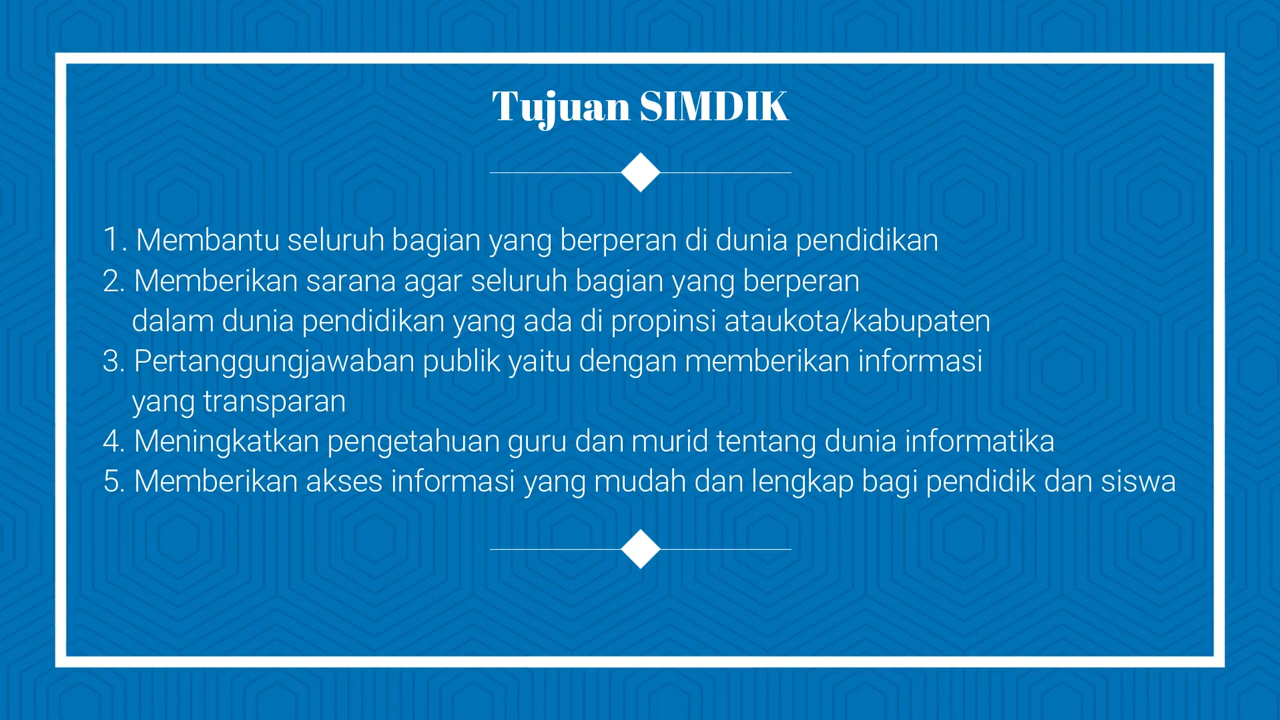 Tujuan SIMDIK
1. Membantu seluruh bagian yang berperan di dunia pendidikan
2. Memberikan sarana agar seluruh bagian yang berperan
dalam dunia pendidikan yang ada di propinsi ataukota/kabupaten
3. Pertanggungjawaban publik yaitu dengan memberikan informasi
yang transparan
4. Meningkatkan pengetahuan guru dan murid tentang dunia informatika
5. Memberikan akses informasi yang mudah dan lengkap bagi pendidik dan siswa